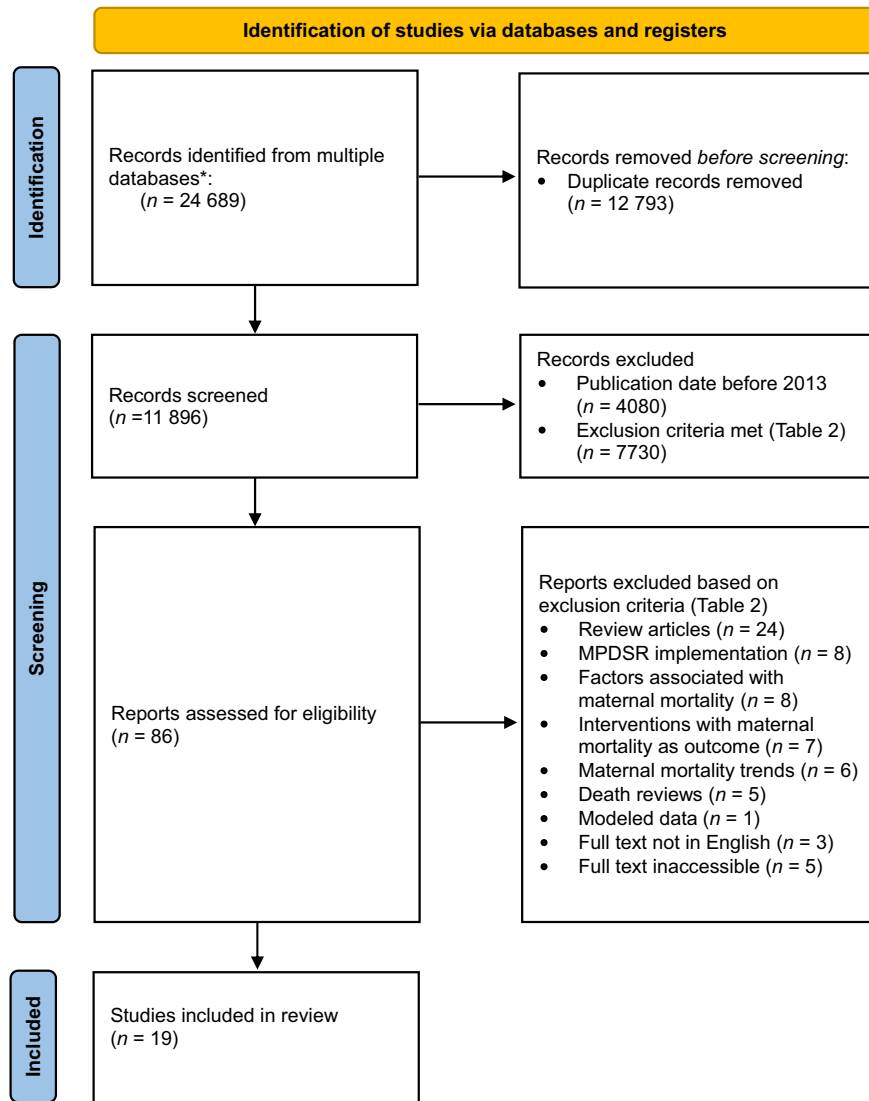 Identification of studies via databases and registers
Identification
Records identified from multiple
databases*:
(n = 24 689)
Records removed before screening:
• Duplicate records removed
(n = 12 793)
Screening
Records screened
(n =11 896)
Records excluded
• Publication date before 2013
(n = 4080)
• Exclusion criteria met (Table 2)
(n = 7730)
Reports assessed for eligibility
(n = 86)
Reports excluded based on
exclusion criteria (Table 2)
• Review articles (n = 24)
• MPDSR implementation (n = 8)
• Factors associated with
maternal mortality (n = 8)
• Interventions with maternal
mortality as outcome (n = 7)
• Maternal mortality trends (n = 6)
• Death reviews (n = 5)
• Modeled data (n = 1)
• Full text not in English (n = 3)
• Full text inaccessible (n = 5)
Included
Studies included in review
(n = 19)